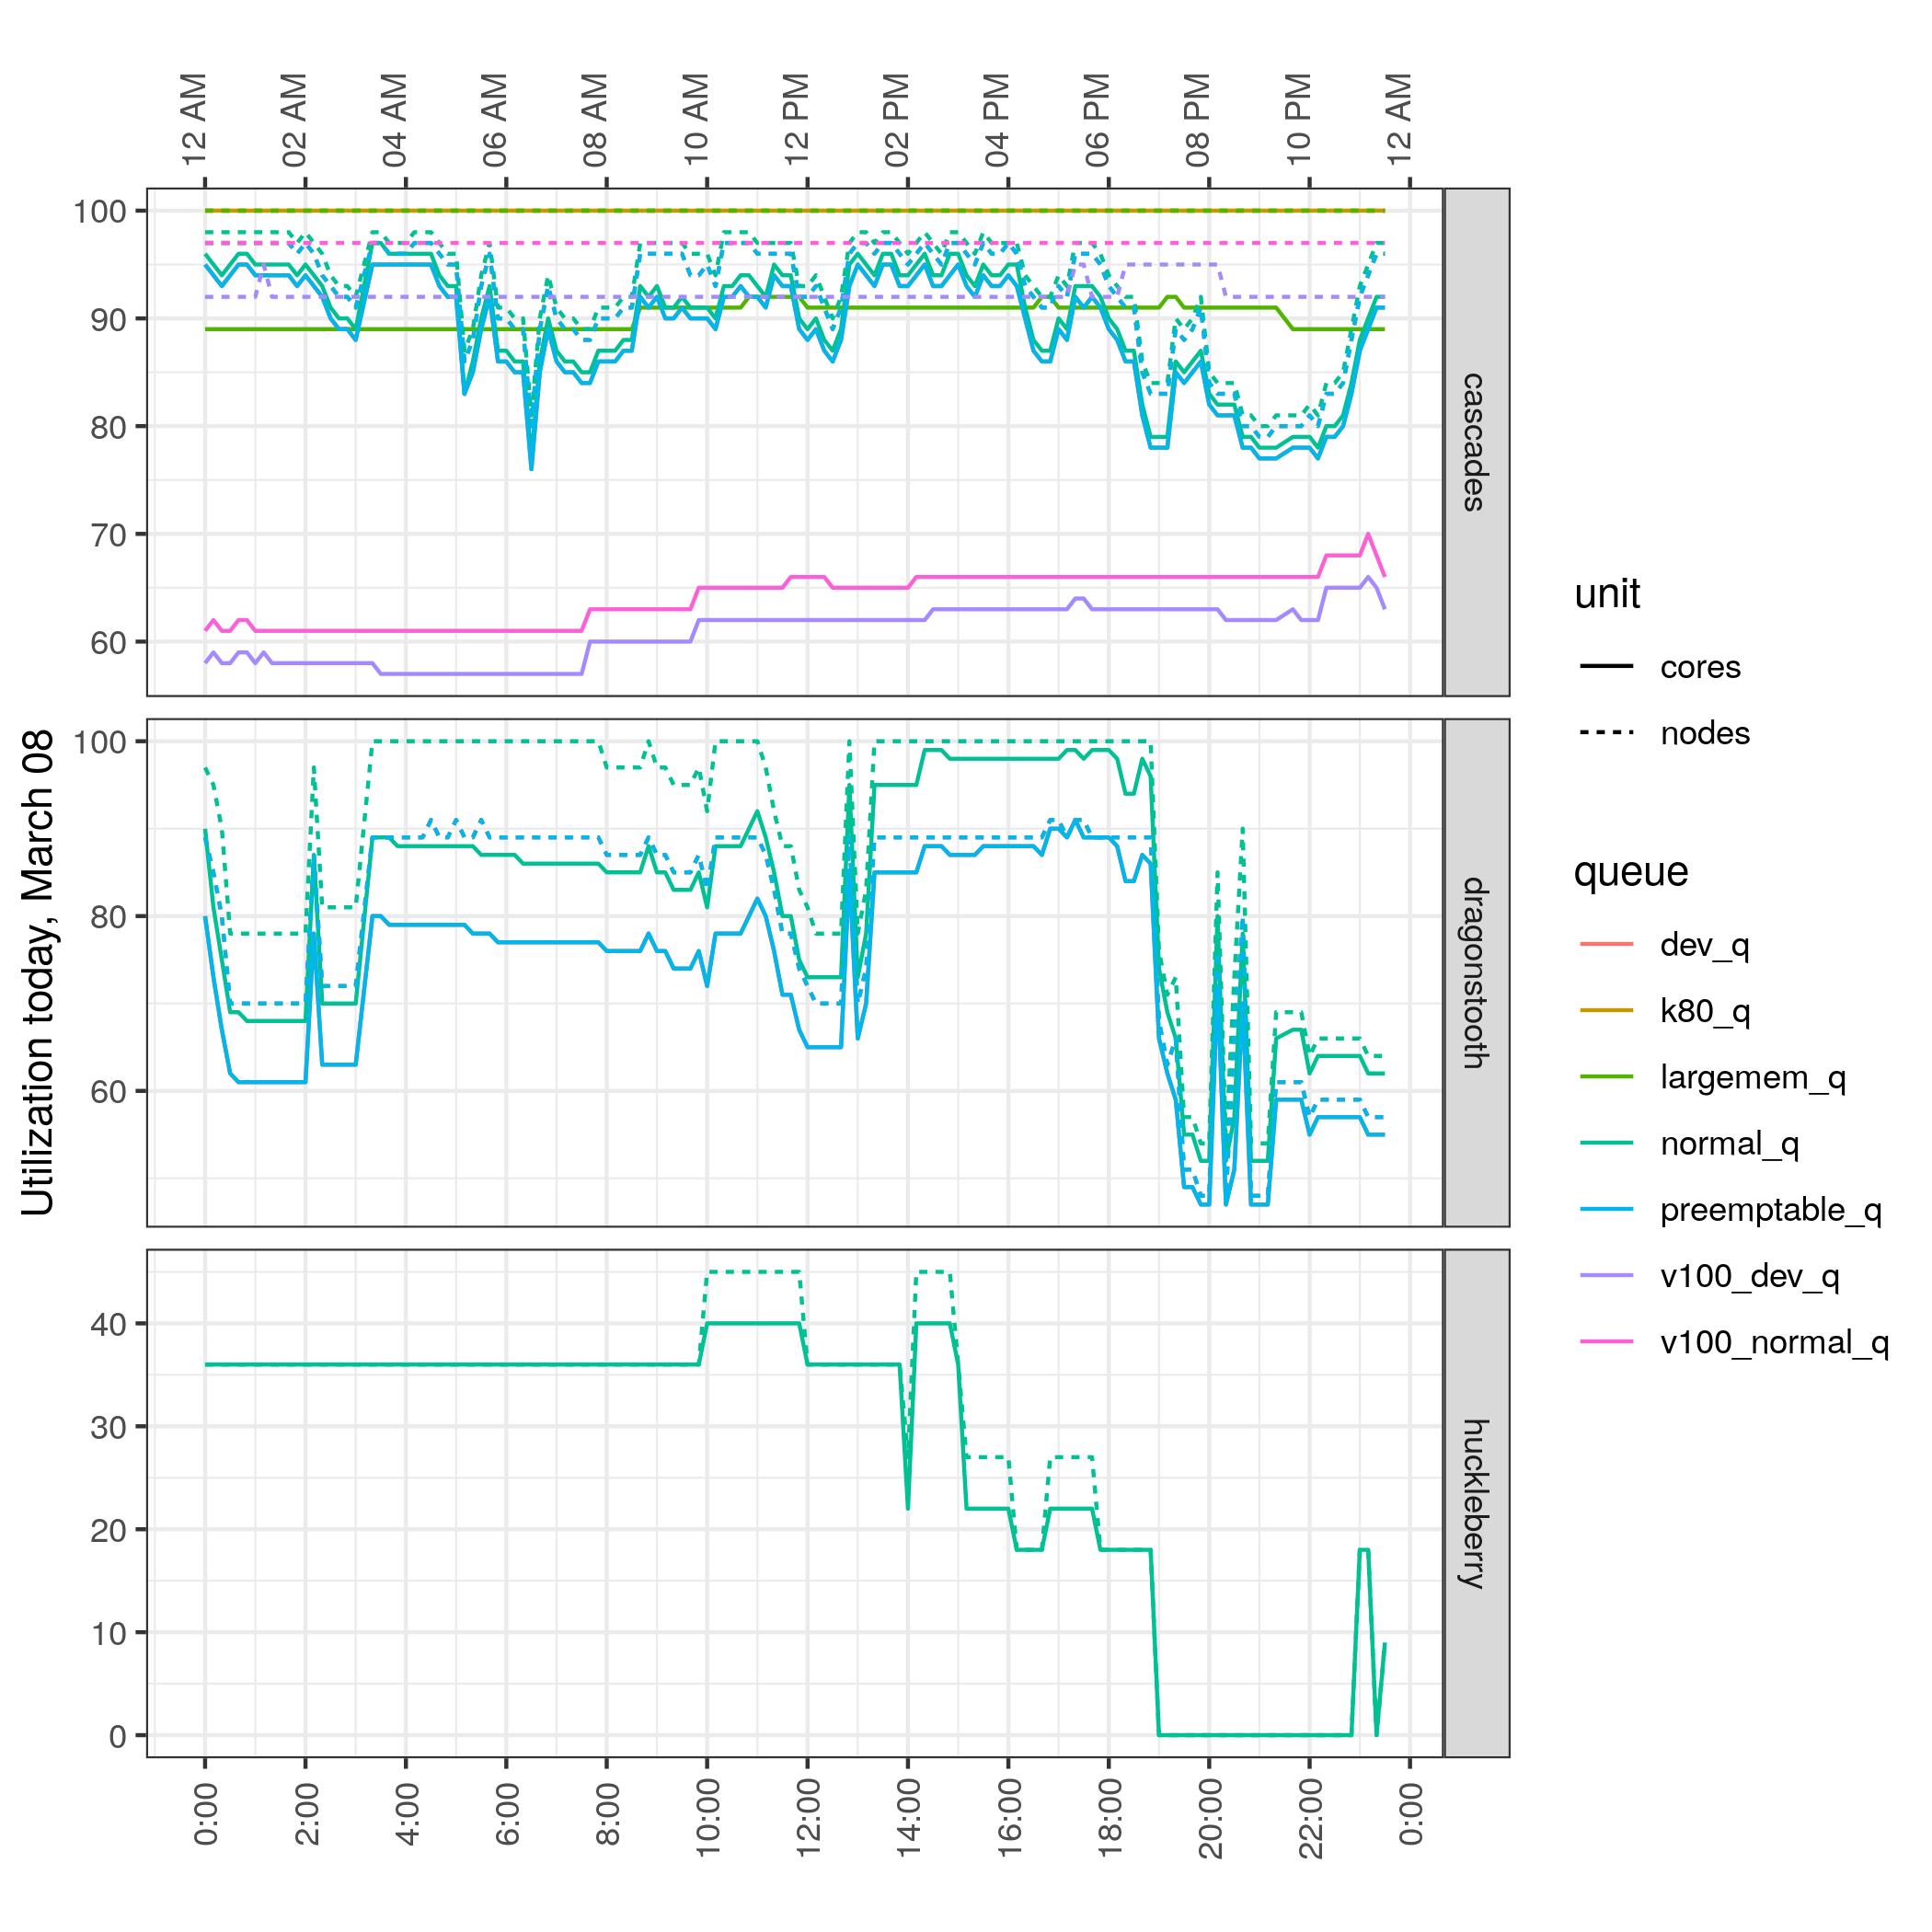 12 AM
02 AM
04 AM
06 AM
08 AM
10 AM
12 PM
02 PM
04 PM
06 PM
08 PM
10 PM
12 AM
Utilization today, March 08
100
90
80
70
60
cascades
100
80
60
dragonstooth
40
30
20
10
0
huckleberry
0:00
2:00
4:00
6:00
8:00
10:00
12:00
14:00
16:00
18:00
20:00
22:00
0:00
unit
cores
nodes
queue
dev_q
k80_q
largemem_q
normal_q
preemptable_q
v100_dev_q
v100_normal_q